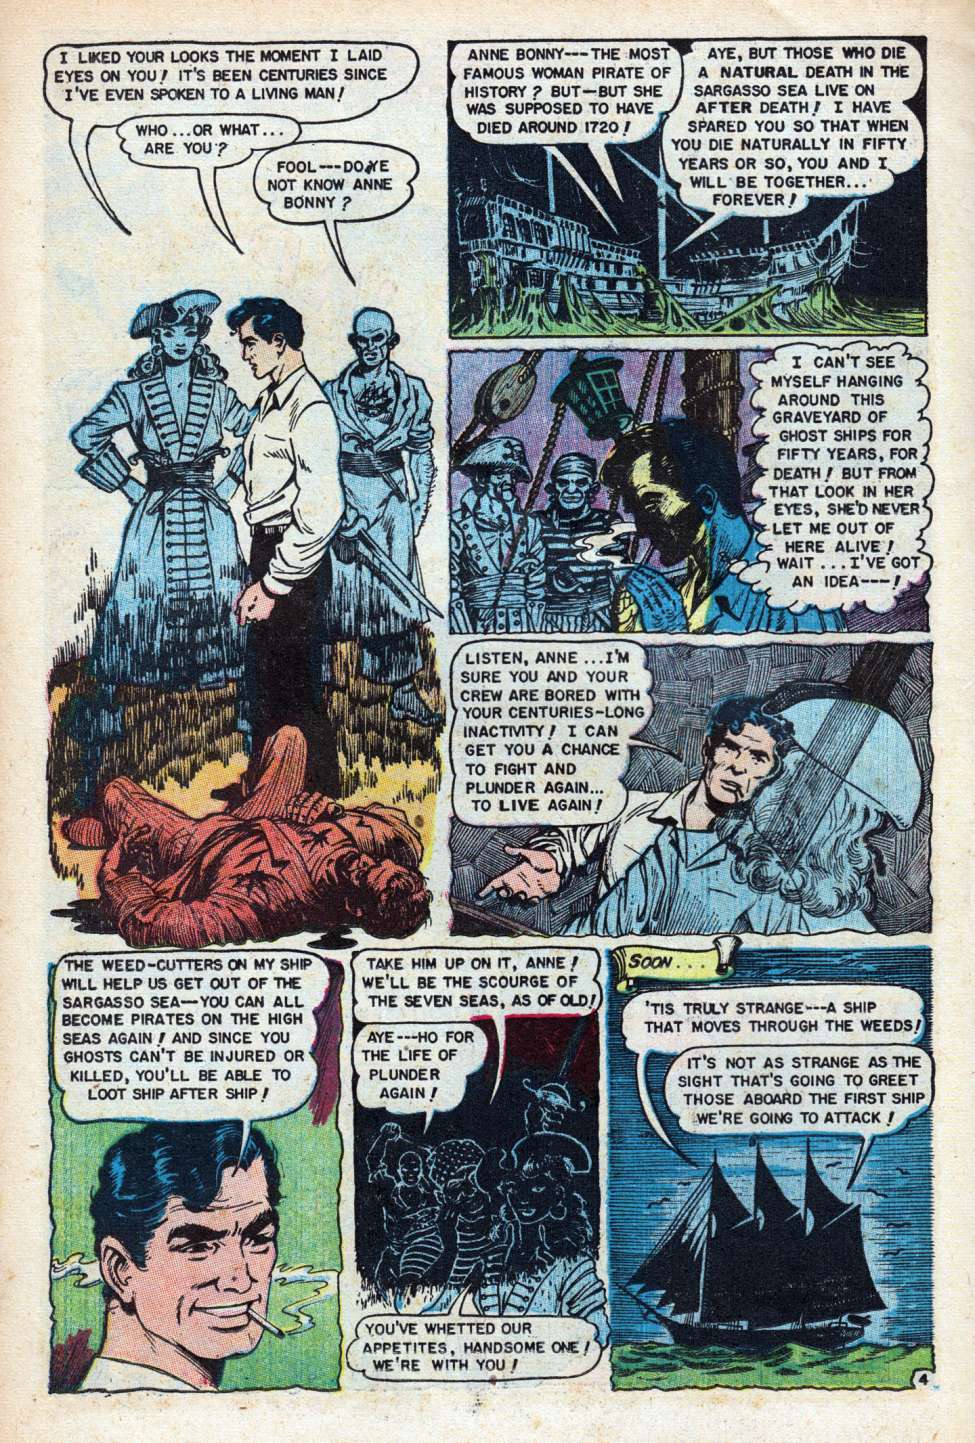 I LIKED YOUR LOOKS THE MOMENT I LAID
EYES ON YOU! IT'S BEEN CENTURIES SINCE
I'VE EVEN SPOKEN TO A LIVING MAN!
WHO...OR WHAT...
ARE YOU?
FOOL---DO YE
NOT KNOW ANNE
BONNY?
ANNE BONNY---THE MOST
FAMOUS WOMAN PIRATE OF
HISTORY? BUT--BUT SHE
WAS SUPPOSED TO HAVE
DIED AROUND 1720!
AYE, BUT THOSE WHO DIE
A NATURAL DEATH IN THE
SARGASSO SEA LIVE ON
AFTER DEATH! I HAVE
SPARED YOU SO THAT WHEN
YOU DIE NATURALLY IN FIFTY
YEARS OR SO, YOU AND I
WILL BE TOGETHER...
FOREVER!
I CAN'T SEE
MYSELF HANGING
AROUND THIS
GRAVEYARD OF
GHOST SHIPS FOR
FIFTY YEARS, FOR
DEATH! BUT FROM
THAT LOOK IN HER
EYES, SHE'D NEVER
LET ME OUT OF
HERE ALIVE!
WAIT...I'VE GOT
AN IDEA---!
LISTEN, ANNE...I'M
SURE YOU AND YOUR
CREW ARE BORED WITH
YOUR CENTURIES-LONG
INACTIVITY! I CAN
GET YOU A CHANCE
TO FIGHT AND
PLUNDER AGAIN...
TO LIVE AGAIN!
THE WEED-CUTTERS ON MY SHIP
WILL HELP US GET OUT OF THE
SARGASSO SEA--YOU CAN ALL
BECOME PIRATES ON THE HIGH
SEAS AGAIN! AND SINCE YOU
GHOSTS CAN'T BE INJURED OR
KILLED, YOU'LL BE ABLE TO
LOOT SHIP AFTER SHIP!
TAKE HIM UP ON IT, ANNE!
WE'LL BE THE SCOURGE OF
THE SEVEN SEAS, AS OF OLD!
AYE---HO FOR
THE LIFE OF
PLUNDER
AGAIN!
YOU'VE WHETTED OUR
APPETITES, HANDSOME ONE!
WE'RE WITH YOU!
SOON...
'TIS TRULY STRANGE---A SHIP
THAT MOVES THROUGH THE WEEDS!
IT'S NOT AS STRANGE AS THE
SIGHT THAT'S GOING TO GREET
THOSE ABOARD THE FIRST SHIP
WE'RE GOING TO ATTACK!
4